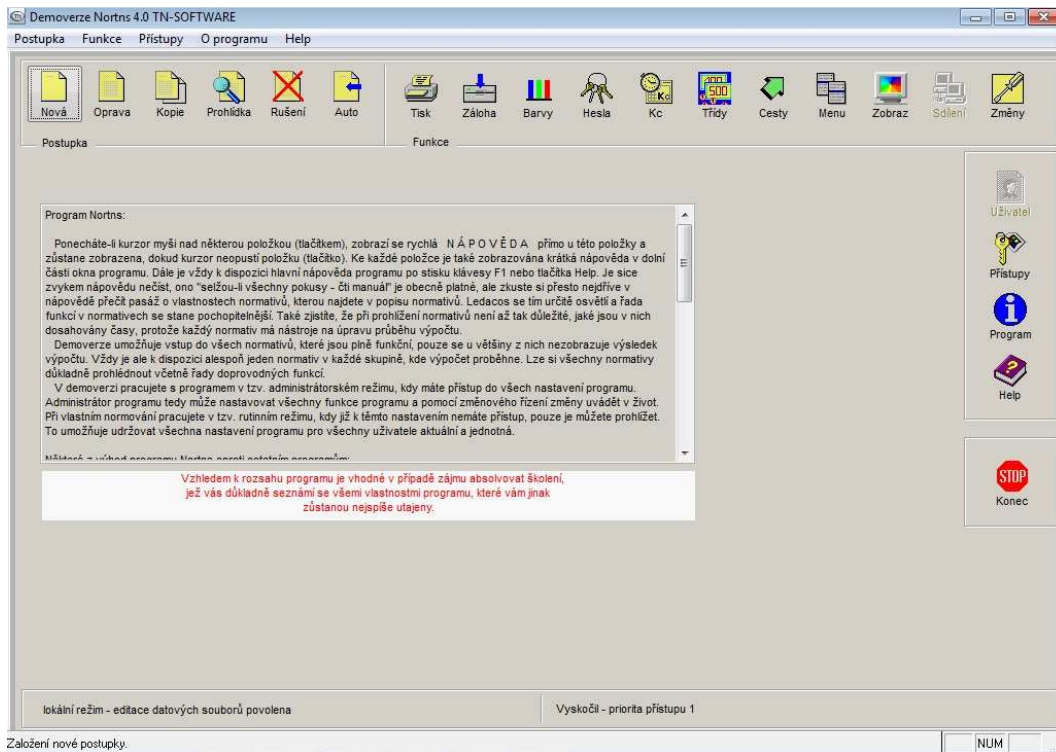 Demoverze Nortns 4.0 TN-SOFTWARE
Postupka Funkce Přístupy O programu Help
Nová Oprava Kopie Prohlídka Rušení Auto Tisk Záloha Barvy Hesla Kc Třídy Cesty Menu Zobraz Sdílení Změny
Postupka Funkce
Program Nortns:
Ponecháte-li kurzor myši nad některou položkou (tlačítkem), zobrazí se rychlá N Á P O V Ě D A přímo u této položky a
zůstane zobrazena, dokud kurzor neopustí položku (tlačítko). Ke každé položce je také zobrazována krátká nápověda v dolní
části okna programu. Dále je vždy k dispozici hlavní nápověda programu po stisku klávesy F1 nebo tlačítka Help. Je sice
zvykem nápovědu nečíst, ono "selžou-li všechny pokusy - čti manuál" je obecně platné, ale zkuste si přesto nejdříve v
nápovědě přečít pasáž o vlastnostech normativů, kterou najdete v popisu normativů. Ledacos se tím určitě osvětlí a řada
funkcí v normativech se stane pochopitelnější. Také zjistíte, že při prohlížení normativů není až tak důležité, jaké jsou v nich
dosahovány časy, protože každý normativ má nástroje na úpravu průběhu výpočtu.
Demoverze umožňuje vstup do všech normativů, které jsou plně funkční, pouze se u většiny z nich nezobrazuje výsledek
výpočtu. Vždy je ale k dispozici alespoň jeden normativ v každé skupině, kde výpočet proběhne. Lze si všechny normativy
důkladně prohlédnout včetně řady doprovodných funkcí.
V demoverzi pracujete s programem v tzv. administrátorském režimu, kdy máte přístup do všech nastavení programu.
Administrátor programu tedy může nastavovat všechny funkce programu a pomocí změnového řízení změny uvádět v život.
Při vlastním normování pracujete v tzv. rutinním režimu, kdy již k těmto nastavením nemáte přístup, pouze je můžete prohlížet.
To umožňuje udržovat všechna nastavení programu pro všechny uživatele aktuální a jednotná.
Některé z výhod programu Nortns oproti ostatním programům:
Vzhledem k rozsahu programu je vhodné v případě zájmu absolvovat školení,
jež vás důkladně seznámí se všemi vlastnostmi programu, které vám jinak
zůstanou nejspíše utajeny.
Uživatel
Přístupy
Program
Help
STOP
Konec
lokální režim - editace datových souborů povolena Vyskočil - priorita přístupu 1
Založení nové postupky. NUM